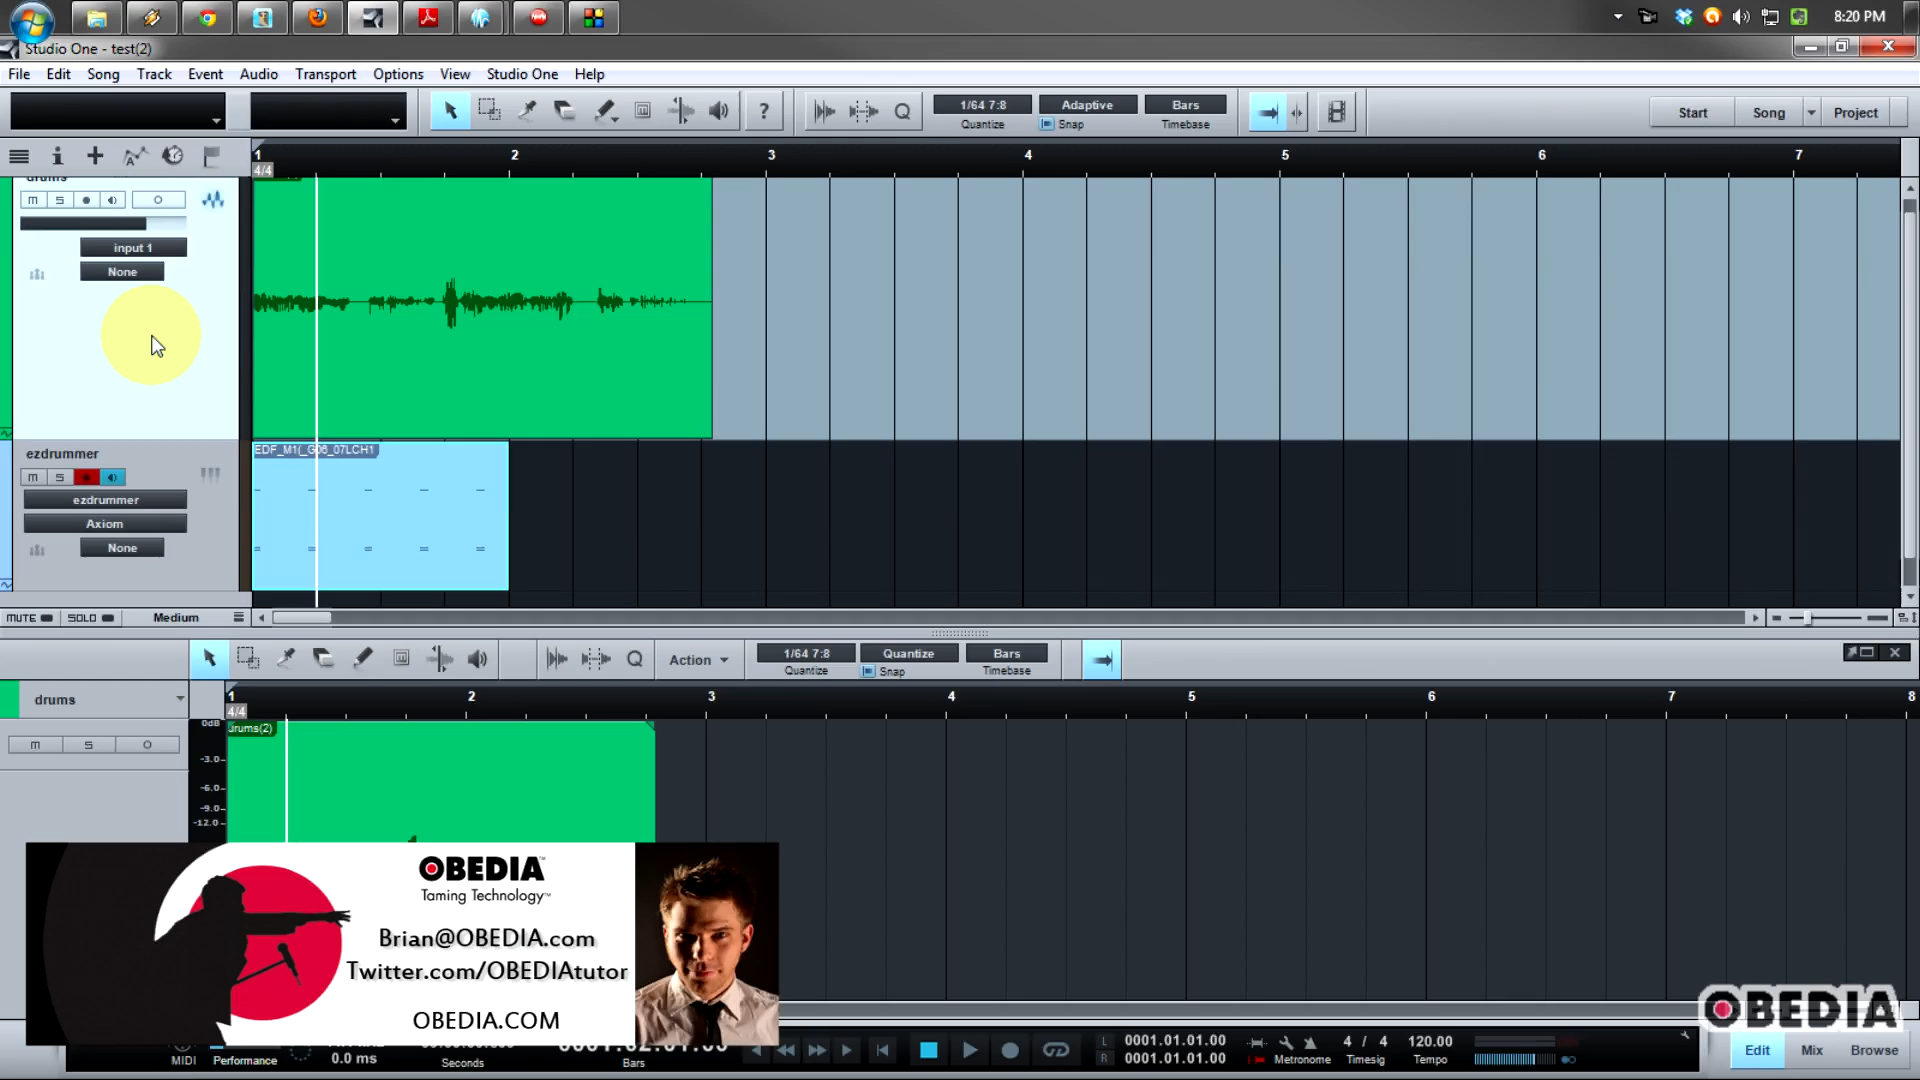 8:20 PM
Studio One - test(2)
File Edit Song Track Event Audio Transport Options View Studio One Help
1/64 7:8 Adaptive Bars
Quantize Snap Timebase
Start Song Project
1 2 3 4 5 6 7
4/4
drums
m S
input 1
None
ezdrummer
EDF_M1(_G06_07LCH1
m S
ezdrummer
Axiom
None
MUTE SOLO Medium
Action 1/64 7:8 Quantize Bars
Quantize Snap Timebase
drums
1 2 3 4 5 6 7 8
4/4
0dB
drums(2)
m S
-3.0
-6.0
-9.0
-12.0
OBEDIA™
Taming Technology™
Brian@OBEDIA.com
Twitter.com/OBEDIAtutor
OBEDIA.COM
OBEDIA
MIDI Performance 0.0 ms Seconds Bars
L 0001.01.01.00
R 0001.01.01.00
Metronome
4 / 4
Timesig
120.00
Tempo
Edit Mix Browse